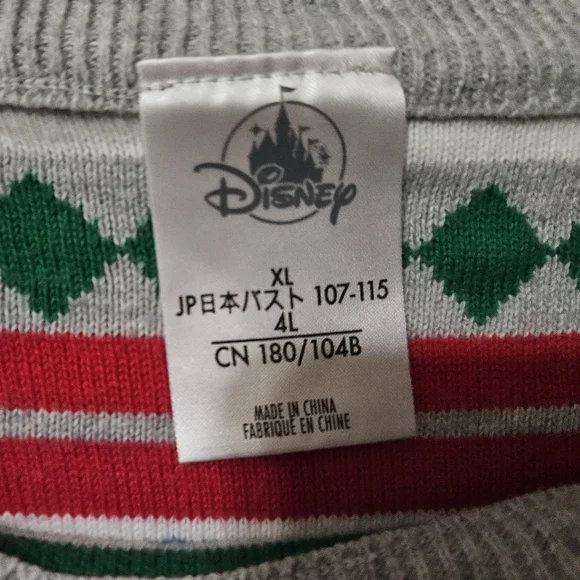 Disney
XL
JP日本バスト 107-115
4L
CN 180/104B
MADE IN CHINA
FABRIQUÉ EN CHINE